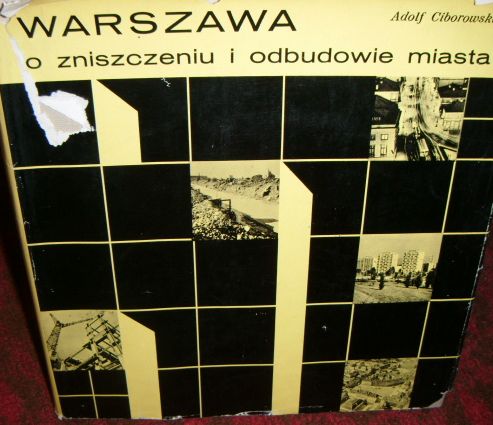 WARSZAWA
Adolf Ciborowski
o zniszczeniu i odbudowie miasta